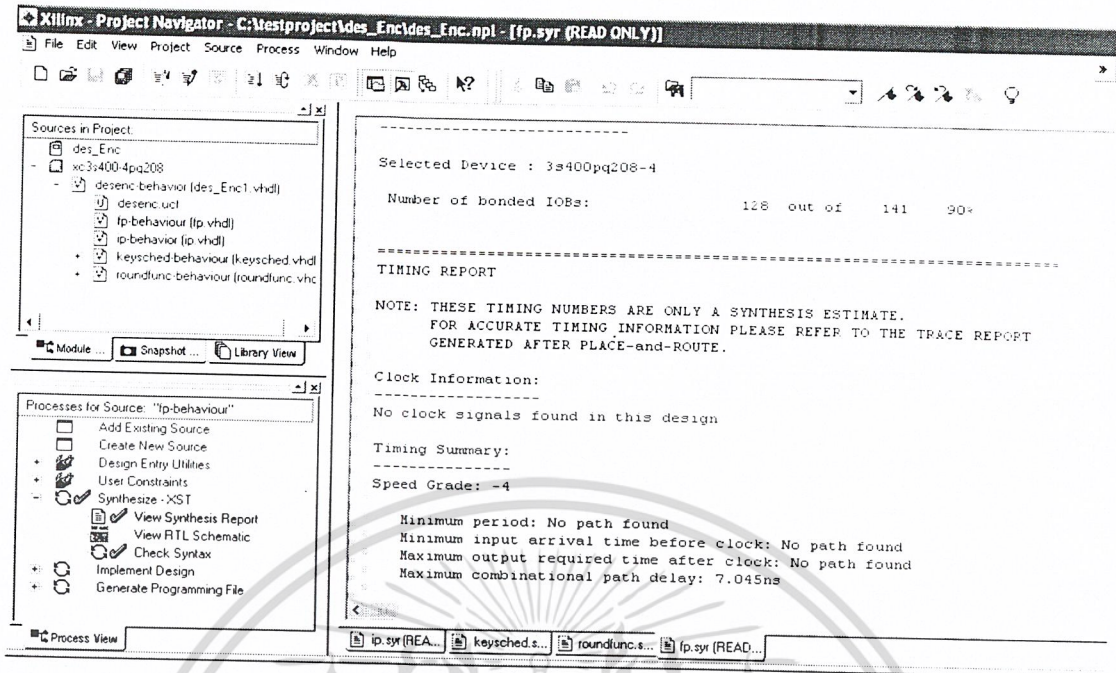 Xilinx - Project Navigator - C:\testproject\des_Enc\des_Enc.npl - [fp.syr (READ ONLY)]
File Edit View Project Source Process Window Help
Sources in Project:
des_Enc
xc3s400-4pq208
desenc-behavior (des_Enc1.vhdl)
desenc.ucf
fp-behaviour (fp.vhdl)
ip-behavior (ip.vhdl)
keysched-behaviour (keysched.vhdl
roundfunc-behaviour (roundfunc.vhc
Module ... Snapshot ... Library View
Processes for Source: "fp-behaviour"
Add Existing Source
Create New Source
Design Entry Utilities
User Constraints
Synthesize - XST
View Synthesis Report
View RTL Schematic
Check Syntax
Implement Design
Generate Programming File
Process View
---------------------------
Selected Device : 3s400pq208-4
Number of bonded IOBs: 128 out of 141 90%
=========================================================================
TIMING REPORT
NOTE: THESE TIMING NUMBERS ARE ONLY A SYNTHESIS ESTIMATE.
FOR ACCURATE TIMING INFORMATION PLEASE REFER TO THE TRACE REPORT
GENERATED AFTER PLACE-and-ROUTE.
Clock Information:
------------------
No clock signals found in this design
Timing Summary:
---------------
Speed Grade: -4
Minimum period: No path found
Minimum input arrival time before clock: No path found
Maximum output required time after clock: No path found
Maximum combinational path delay: 7.045ns
ip.syr (REA... keysched.s... roundfunc.s... fp.syr (READ...